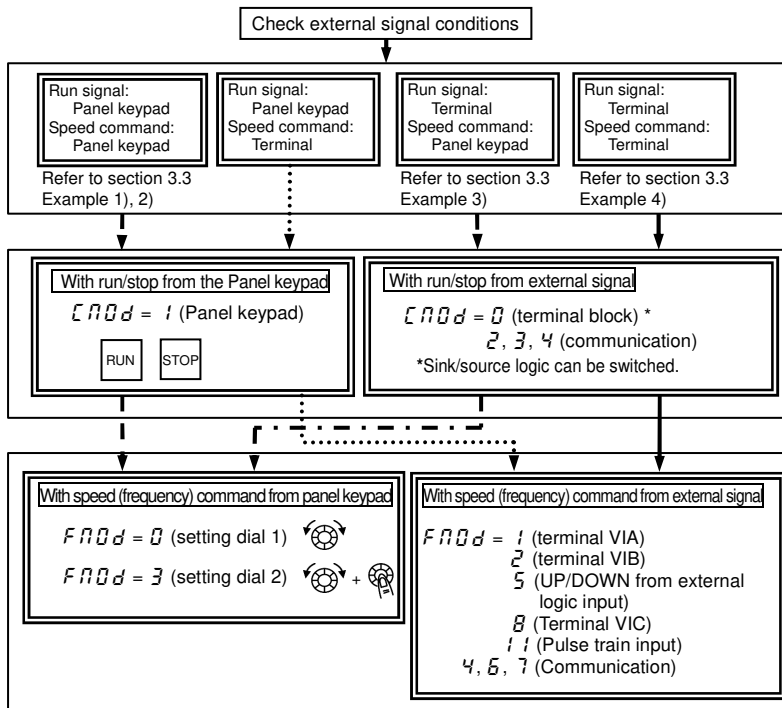 Check external signal conditions
Run signal:
Panel keypad
Speed command:
Panel keypad
Run signal:
Panel keypad
Speed command:
Terminal
Run signal:
Terminal
Speed command:
Panel keypad
Run signal:
Terminal
Speed command:
Terminal
Refer to section 3.3
Example 1), 2)
Refer to section 3.3
Example 3)
Refer to section 3.3
Example 4)
With run/stop from the Panel keypad
CMOd = 1 (Panel keypad)
RUN
STOP
With run/stop from external signal
CMOd = 0 (terminal block) *
2, 3, 4 (communication)
*Sink/source logic can be switched.
With speed (frequency) command from panel keypad
FMOd = 0 (setting dial 1)
FMOd = 3 (setting dial 2) +
With speed (frequency) command from external signal
FMOd = 1 (terminal VIA)
2 (terminal VIB)
5 (UP/DOWN from external
logic input)
8 (Terminal VIC)
11 (Pulse train input)
4, 6, 7 (Communication)